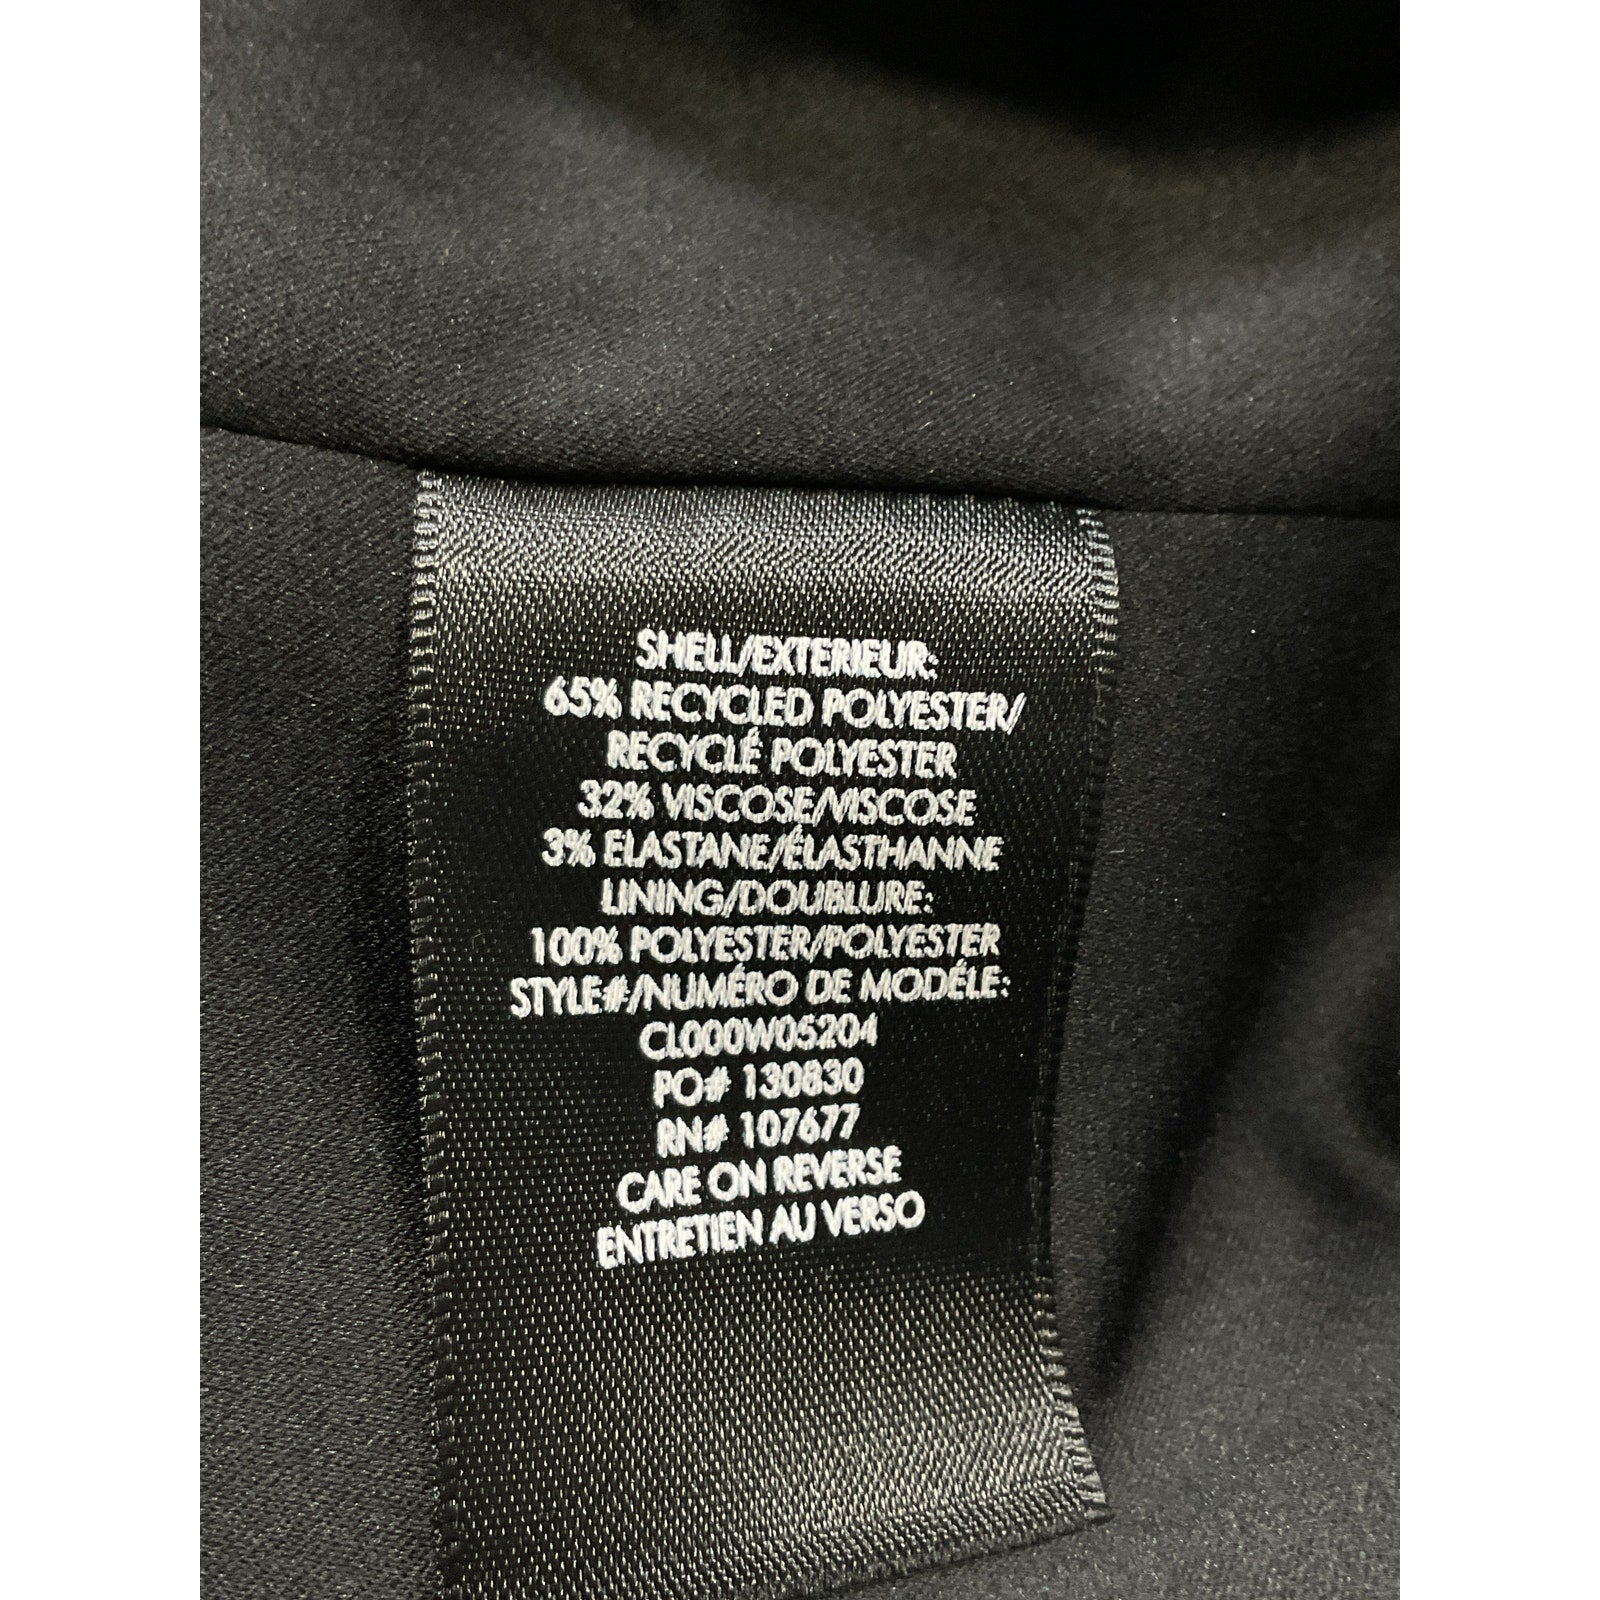 SHELL/EXTERIEUR:
65% RECYCLED POLYESTER/
RECYCLÉ POLYESTER
32% VISCOSE/VISCOSE
3% ELASTANE/ÉLASTHANNE
LINING/DOUBLURE:
100% POLYESTER/POLYESTER
STYLE#/NUMÉRO DE MODÉLE:
CL000W05204
PO# 130830
RN# 107677
CARE ON REVERSE
ENTRETIEN AU VERSO